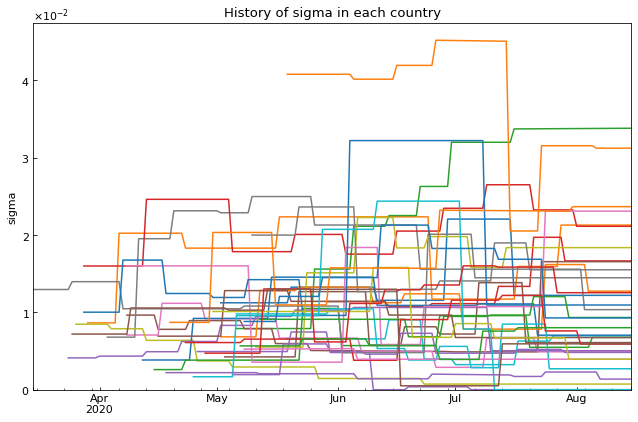 History of sigma in each country
×10⁻²
4
3
2
1
0
sigma
Apr
2020
May
Jun
Jul
Aug